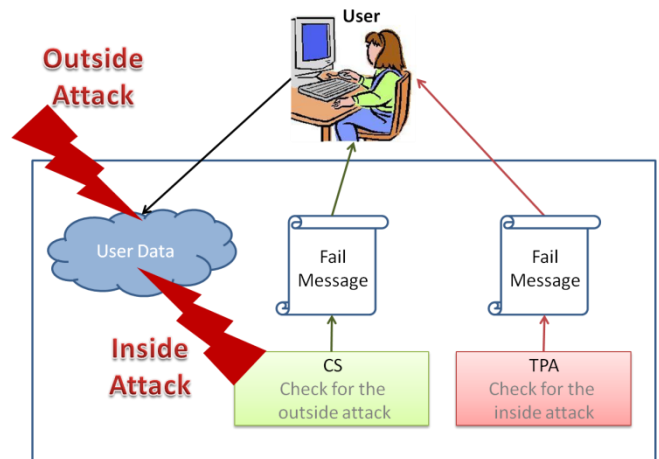 User
Outside
Attack
User Data
Fail
Message
Fail
Message
Inside
Attack
CS
Check for the
outside attack
TPA
Check for the
inside attack